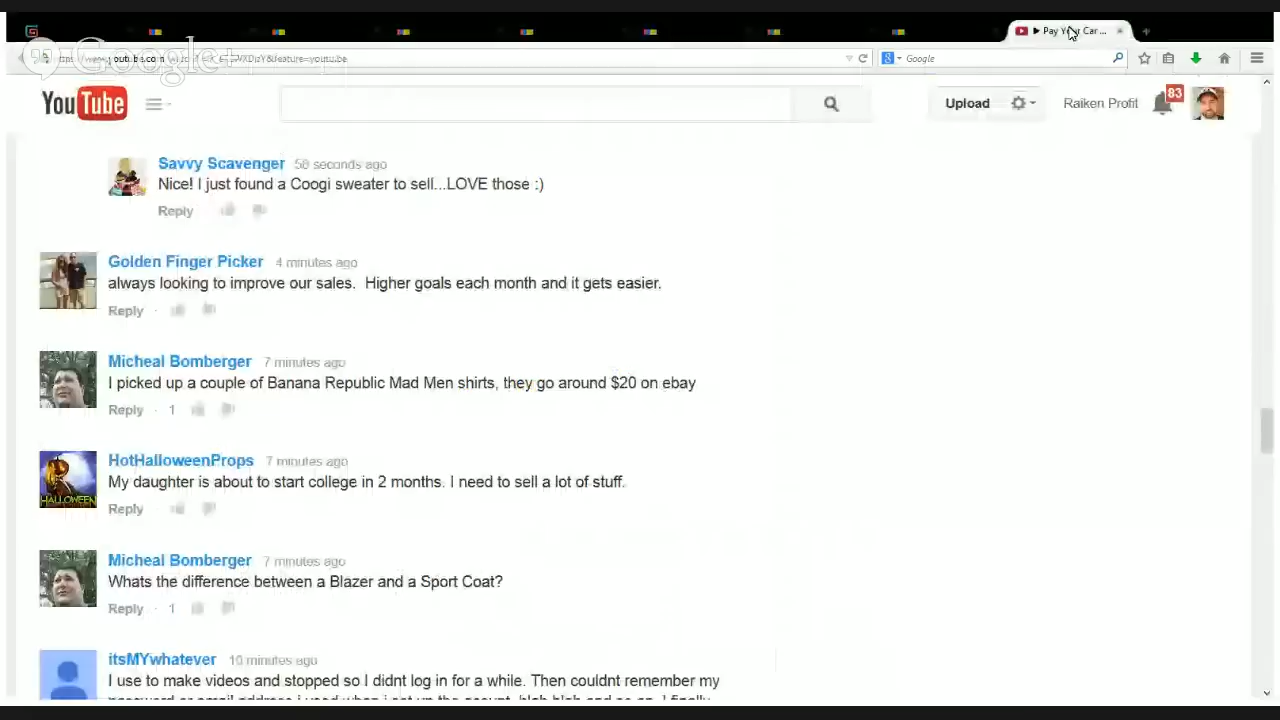 Pay Your Car ...
Google+
www.youtube.com
Google
YouTube
Upload
Raiken Profit
83
Savvy Scavenger 50 seconds ago
Nice! I just found a Coogi sweater to sell...LOVE those :)
Reply
Golden Finger Picker 4 minutes ago
always looking to improve our sales. Higher goals each month and it gets easier.
Reply ·
Micheal Bomberger 7 minutes ago
I picked up a couple of Banana Republic Mad Men shirts, they go around $20 on ebay
Reply · 1
HotHalloweenProps 7 minutes ago
My daughter is about to start college in 2 months. I need to sell a lot of stuff.
Reply
HALLOWEEN
Micheal Bomberger 7 minutes ago
Whats the difference between a Blazer and a Sport Coat?
Reply · 1
itsMYwhatever 10 minutes ago
I use to make videos and stopped so I didnt log in for a while. Then couldnt remember my